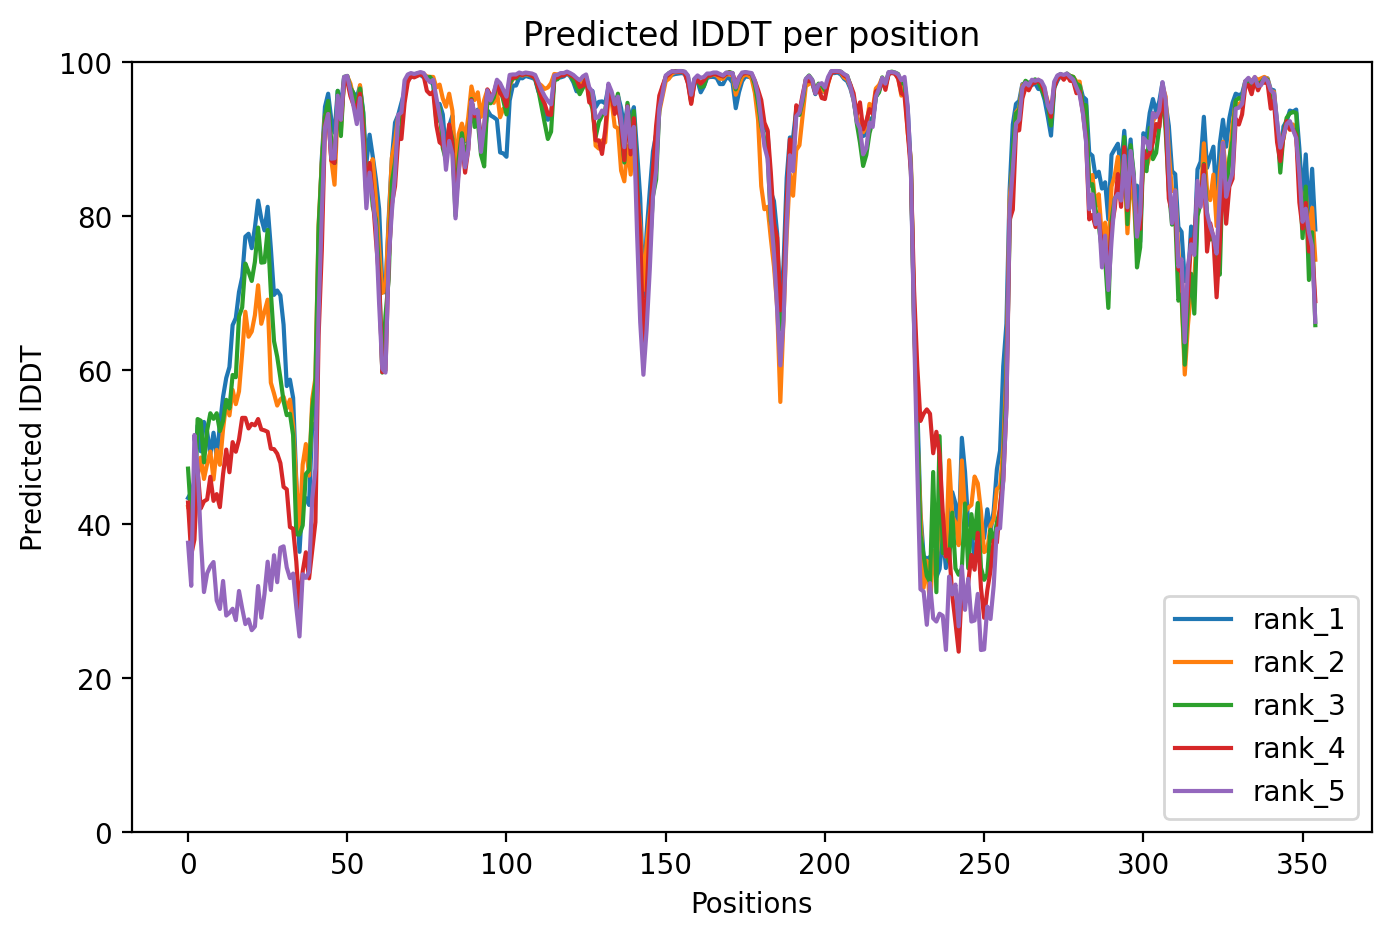 Predicted lDDT per position
100
80
60
40
20
0
Predicted lDDT
0 50 100 150 200 250 300 350
Positions
rank_1
rank_2
rank_3
rank_4
rank_5